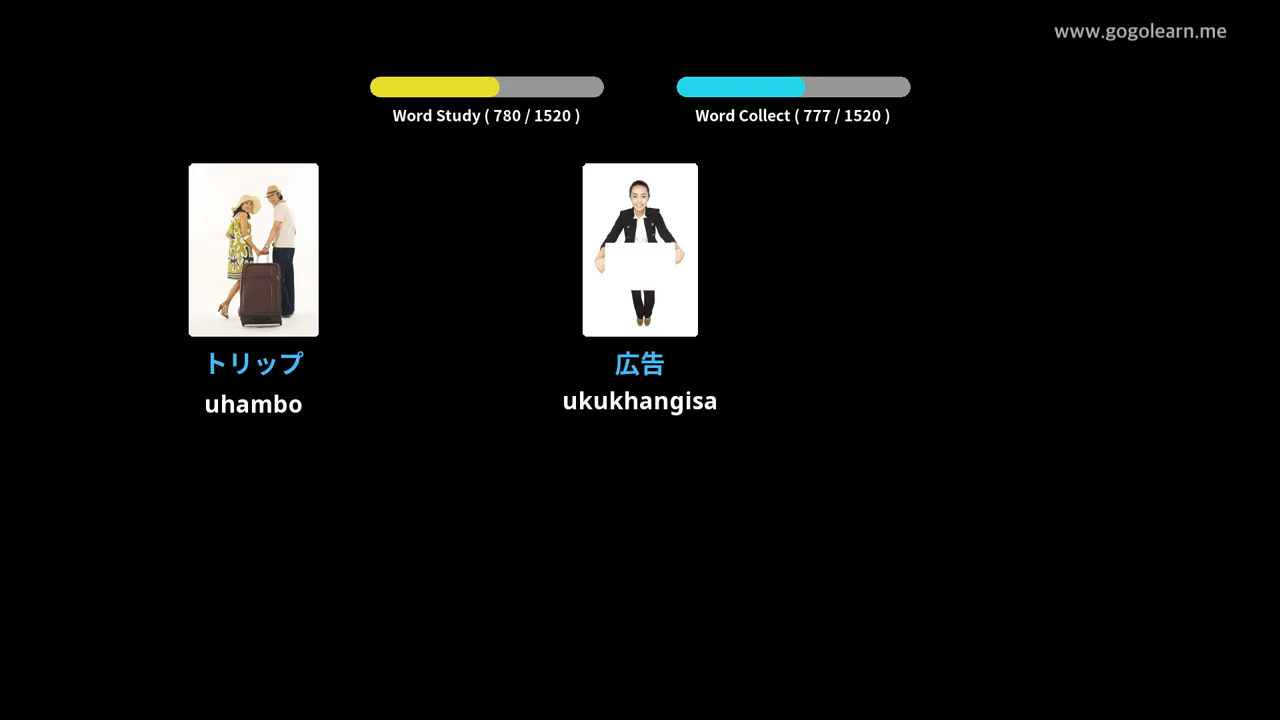 www.gogolearn.me
Word Study ( 780 / 1520 )
Word Collect ( 777 / 1520 )
トリップ
uhambo
広告
ukukhangisa